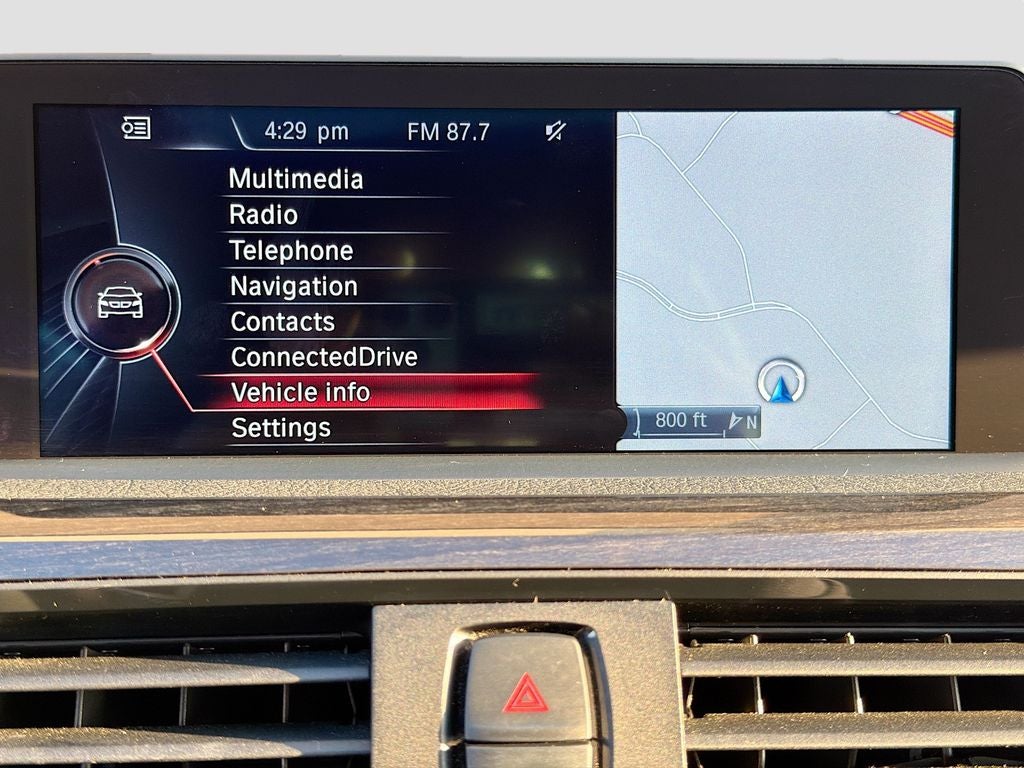 4:29 pm FM 87.7
Multimedia
Radio
Telephone
Navigation
Contacts
ConnectedDrive
Vehicle info
Settings
800 ft N